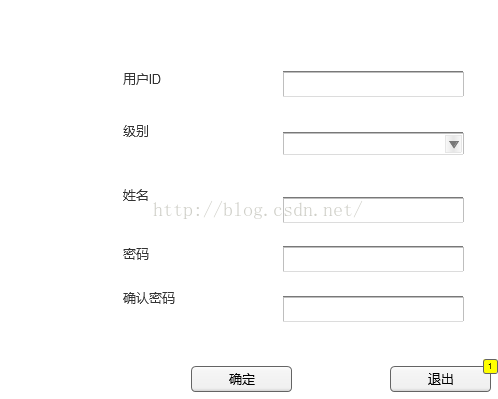 用户ID
级别
姓名
http://blog.csdn.net/
密码
确认密码
确定
退出
1